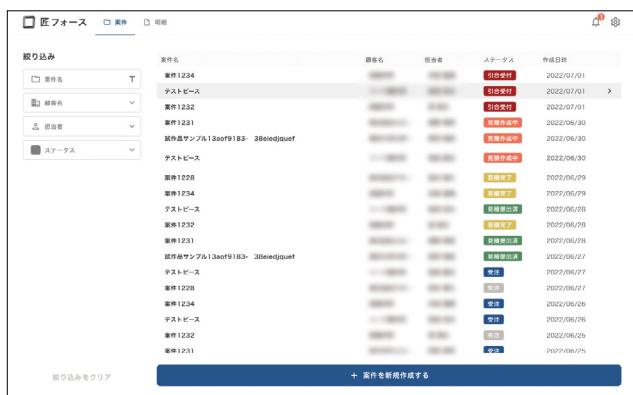 匠フォース 案件 明細 1
絞り込み
案件名
顧客名
担当者
ステータス
案件名 顧客名 担当者 ステータス 作成日時
案件1234 引合受付 2022/07/01
テストピース 引合受付 2022/07/01
案件1232 引合受付 2022/07/01
案件1231 見積作成中 2022/06/30
試作品サンプル13aof9183- 38eiedjquef 見積作成中 2022/06/30
テストピース 見積作成中 2022/06/30
案件1228 見積完了 2022/06/29
案件1234 見積完了 2022/06/29
テストピース 見積提出済 2022/06/28
案件1232 見積完了 2022/06/28
案件1231 見積提出済 2022/06/28
試作品サンプル13aof9183- 38eiedjquef 見積提出済 2022/06/27
テストピース 受注 2022/06/27
案件1228 失注 2022/06/27
案件1234 受注 2022/06/26
テストピース 受注 2022/06/26
案件1232 失注 2022/06/26
案件1231 受注 2022/06/25
絞り込みをクリア
+ 案件を新規作成する